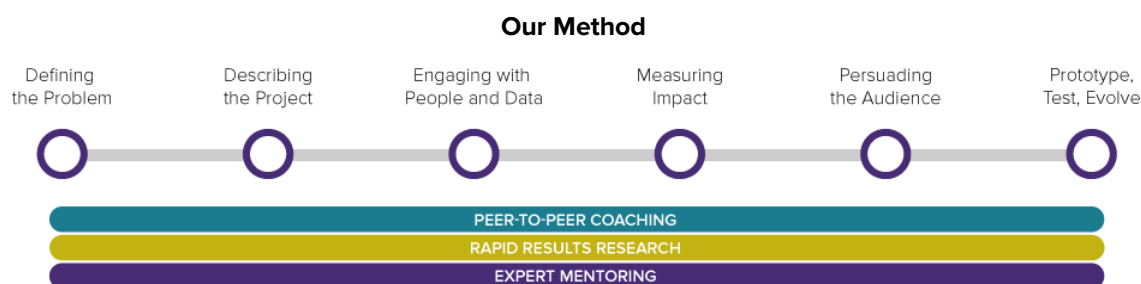 Our Method
Defining
the Problem
Describing
the Project
Engaging with
People and Data
Measuring
Impact
Persuading
the Audience
Prototype,
Test, Evolve
PEER-TO-PEER COACHING
RAPID RESULTS RESEARCH
EXPERT MENTORING